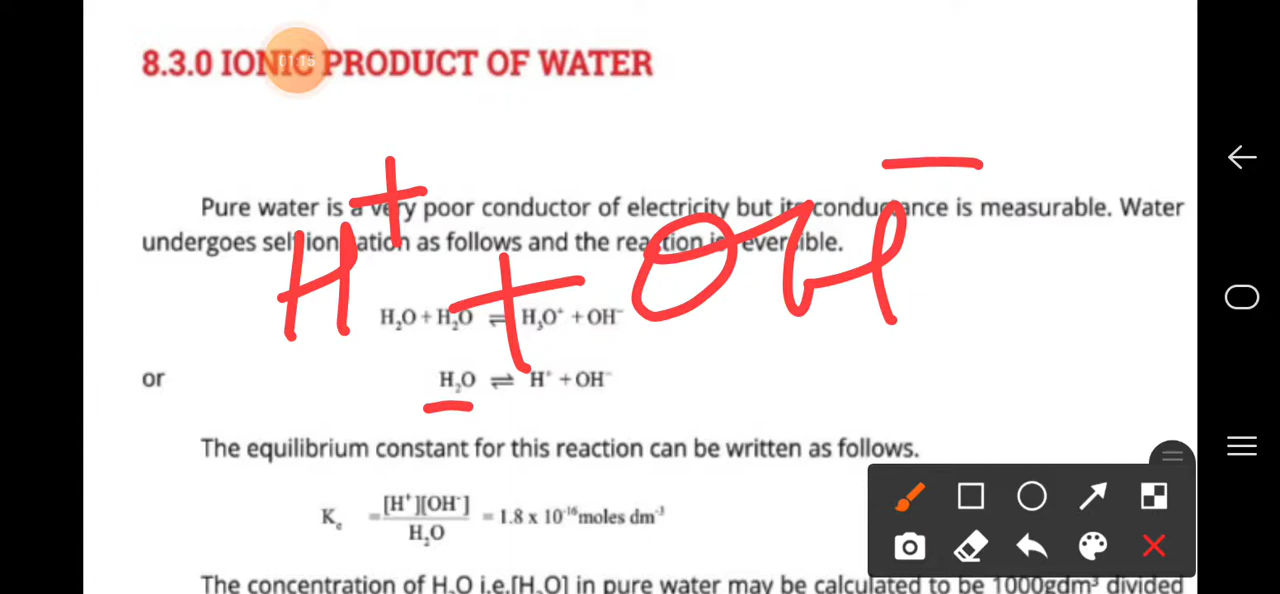 8.3.0 IONIC PRODUCT OF WATER
01:15
H⁺ + OH⁻
Pure water is a very poor conductor of electricity but its conductance is measurable. Water
undergoes self ionization as follows and the reaction is reversible.
H₂O + H₂O ⇌ H₃O⁺ + OH⁻
or H₂O ⇌ H⁺ + OH⁻
The equilibrium constant for this reaction can be written as follows.
Kₑ = [H⁺][OH⁻] / H₂O = 1.8 x 10⁻¹⁶ moles dm⁻³
The concentration of H₂O i.e.[H₂O] in pure water may be calculated to be 1000gdm³ divided